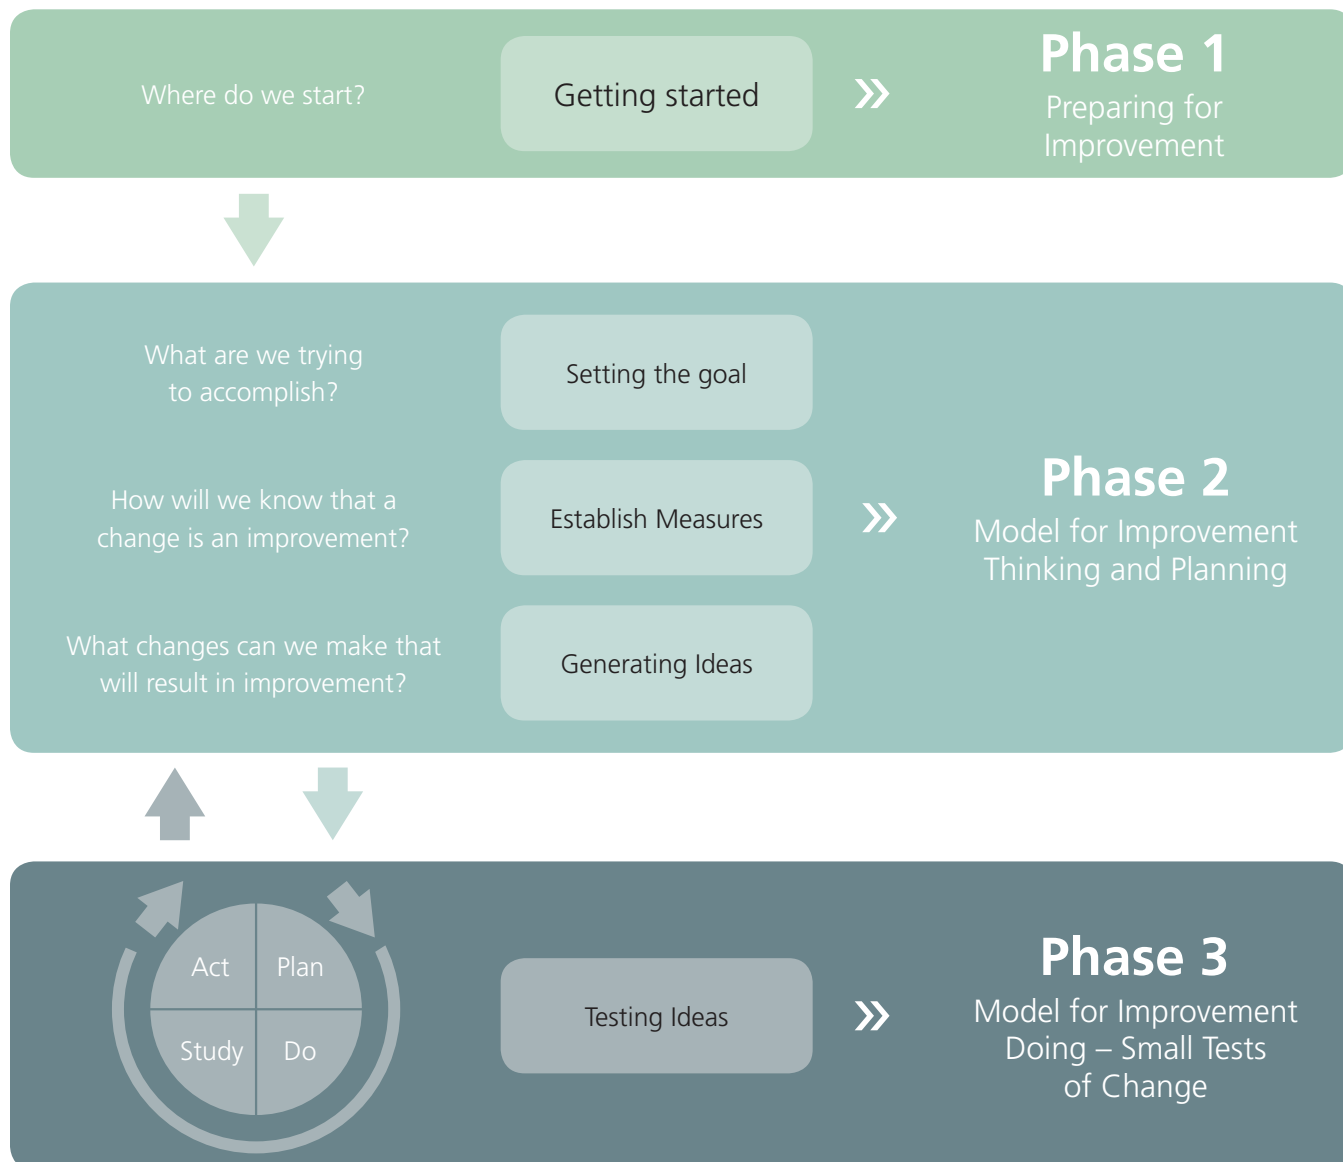 Where do we start?
Getting started
»
Phase 1
Preparing for
Improvement
What are we trying
to accomplish?
Setting the goal
How will we know that a
change is an improvement?
Establish Measures
»
What changes can we make that
will result in improvement?
Generating Ideas
Phase 2
Model for Improvement
Thinking and Planning
Act
Plan
Study
Do
Testing Ideas
»
Phase 3
Model for Improvement
Doing – Small Tests
of Change